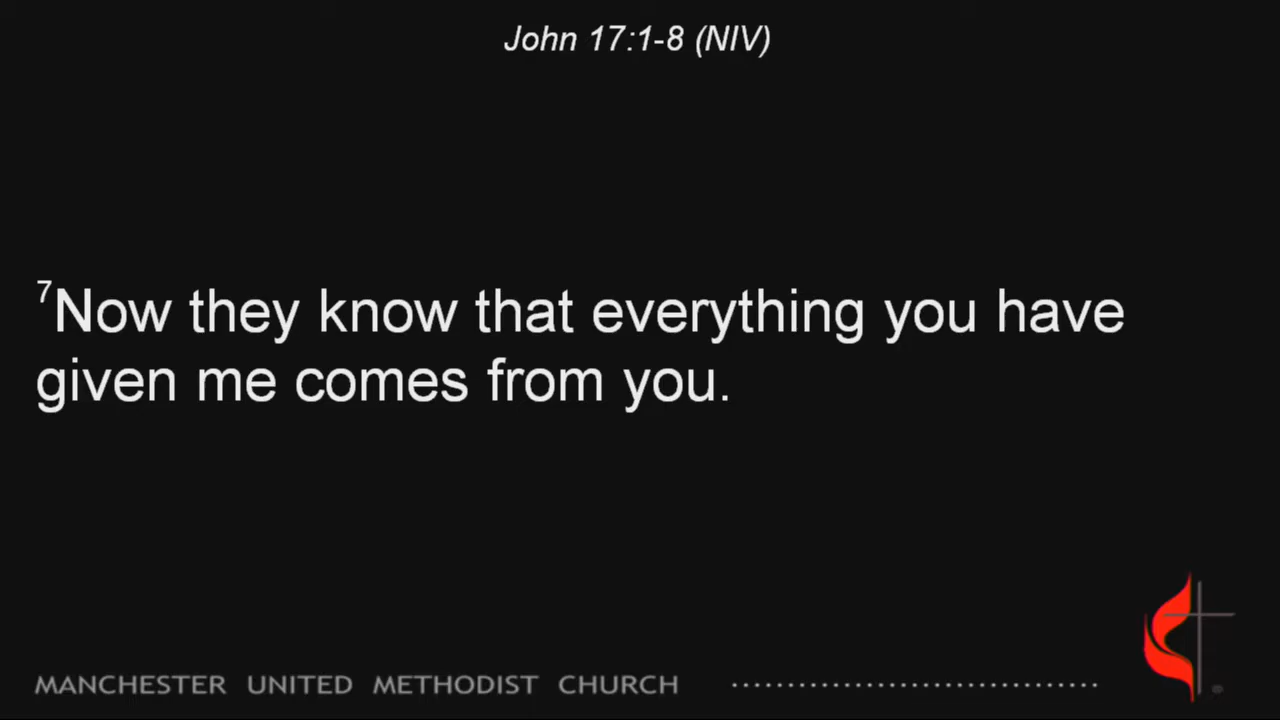 John 17:1-8 (NIV)
⁷Now they know that everything you have
given me comes from you.
MANCHESTER UNITED METHODIST CHURCH